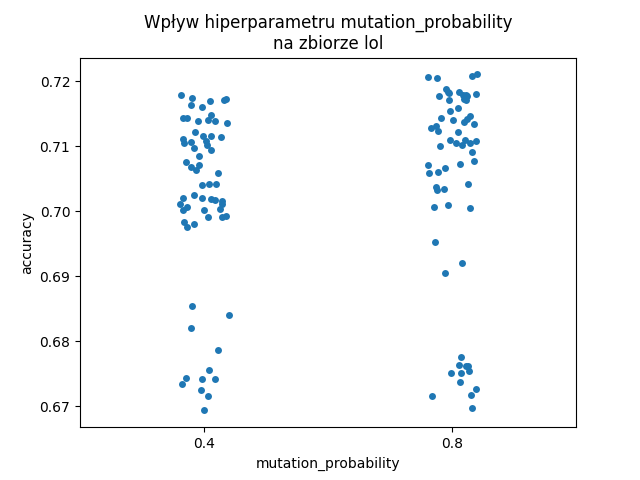 Wpływ hiperparametru mutation_probability
na zbiorze lol
accuracy
0.72
0.71
0.70
0.69
0.68
0.67
0.4
0.8
mutation_probability